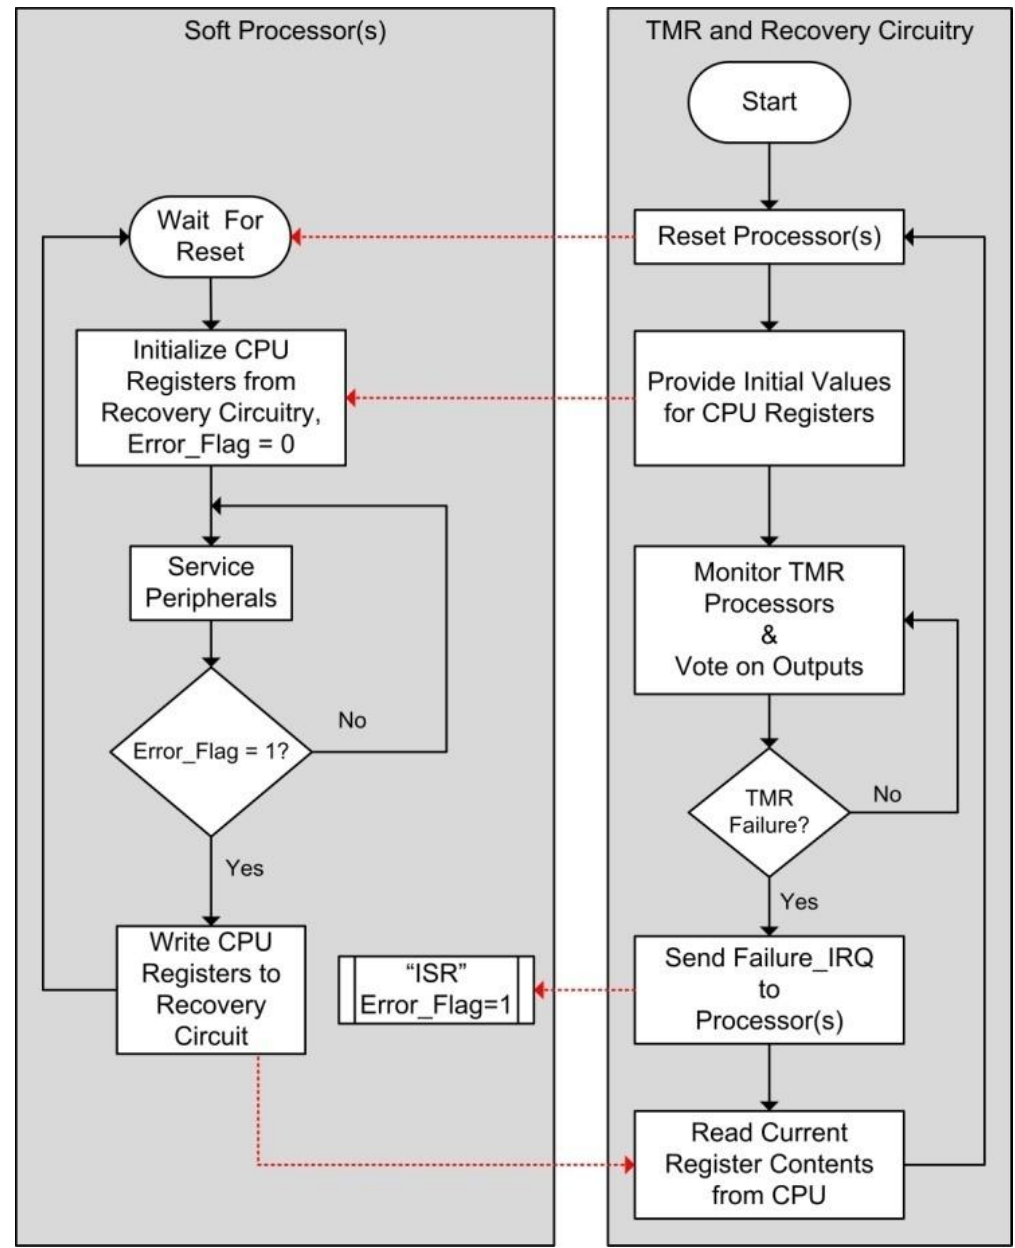 Soft Processor(s)
Wait For
Reset
Initialize CPU
Registers from
Recovery Circuitry,
Error_Flag = 0
Service
Peripherals
Error_Flag = 1?
No
Yes
Write CPU
Registers to
Recovery
Circuit
“ISR”
Error_Flag=1
TMR and Recovery Circuitry
Start
Reset Processor(s)
Provide Initial Values
for CPU Registers
Monitor TMR
Processors
&
Vote on Outputs
TMR
Failure?
No
Yes
Send Failure_IRQ
to
Processor(s)
Read Current
Register Contents
from CPU